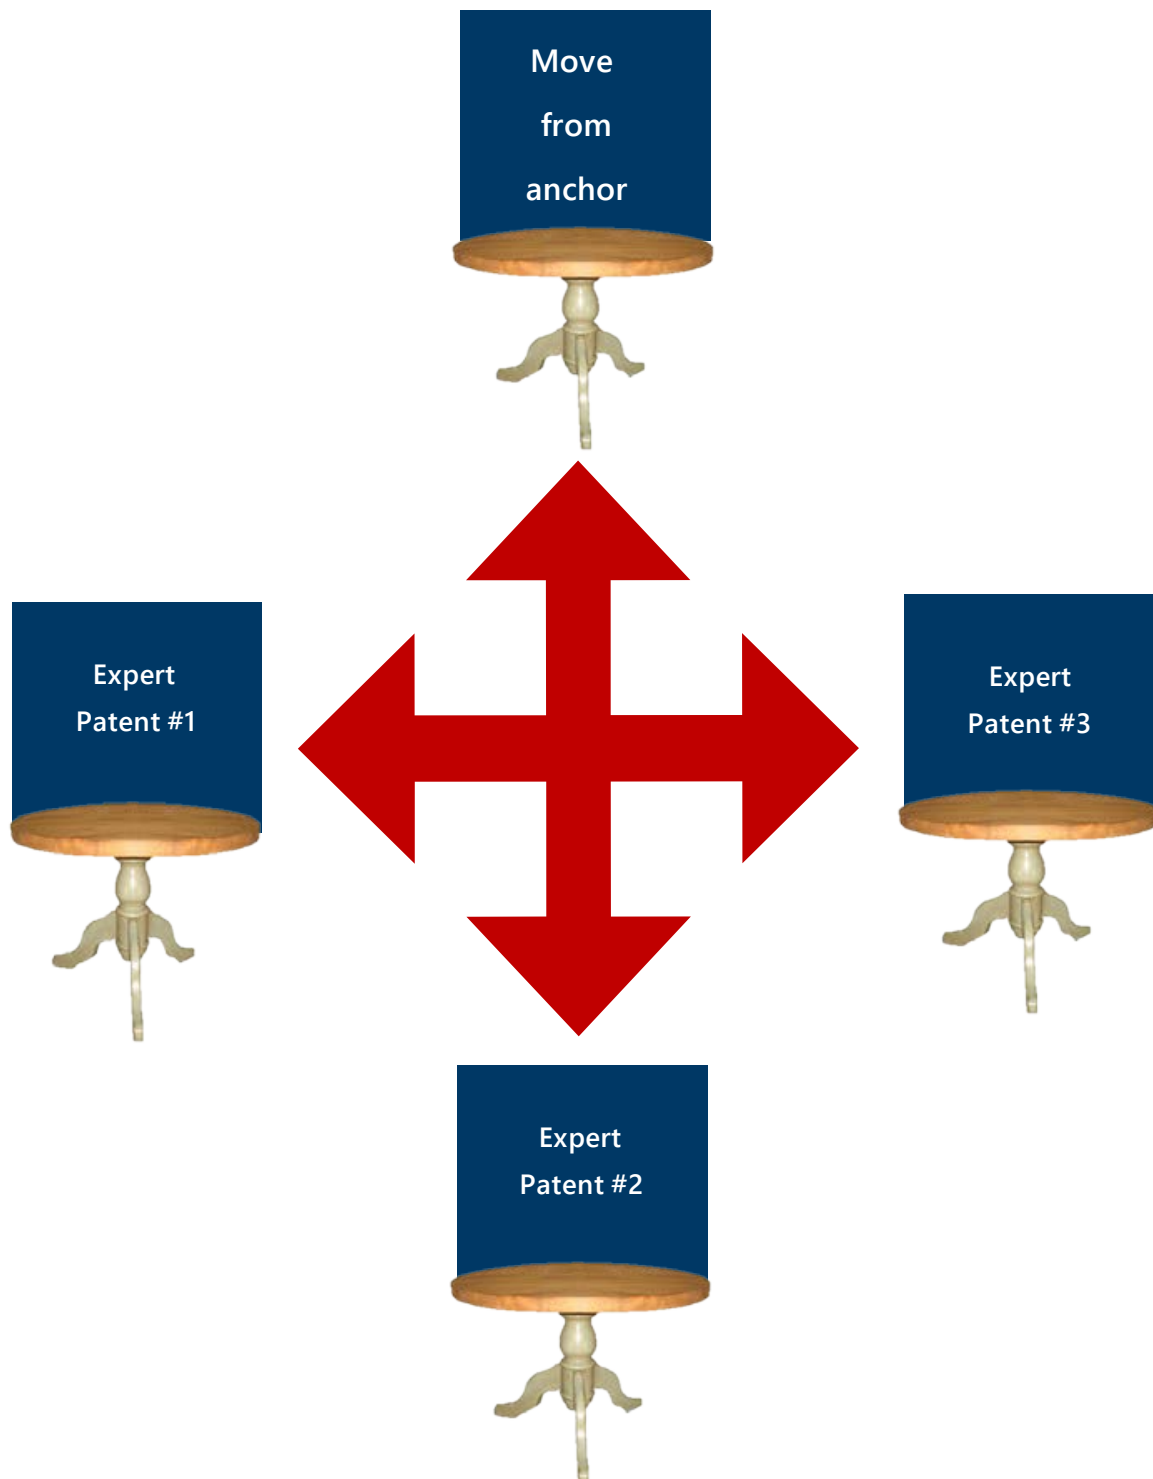 Move
from
anchor
Expert
Patent #1
Expert
Patent #3
Expert
Patent #2